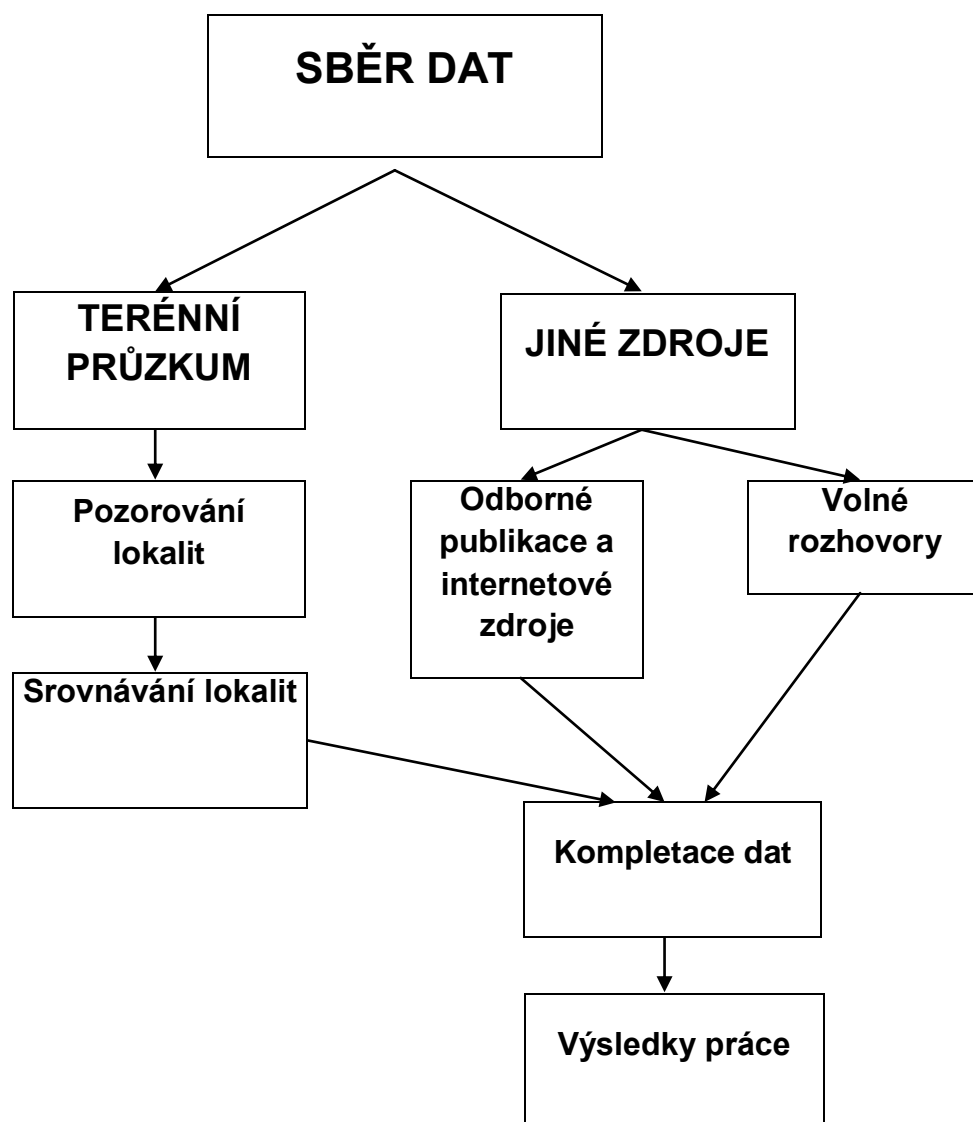 SBĚR DAT
TERÉNNÍ
PRŮZKUM
JINÉ ZDROJE
Pozorování
lokalit
Odborné
publikace a
internetové
zdroje
Volné
rozhovory
Srovnávání lokalit
Kompletace dat
Výsledky práce